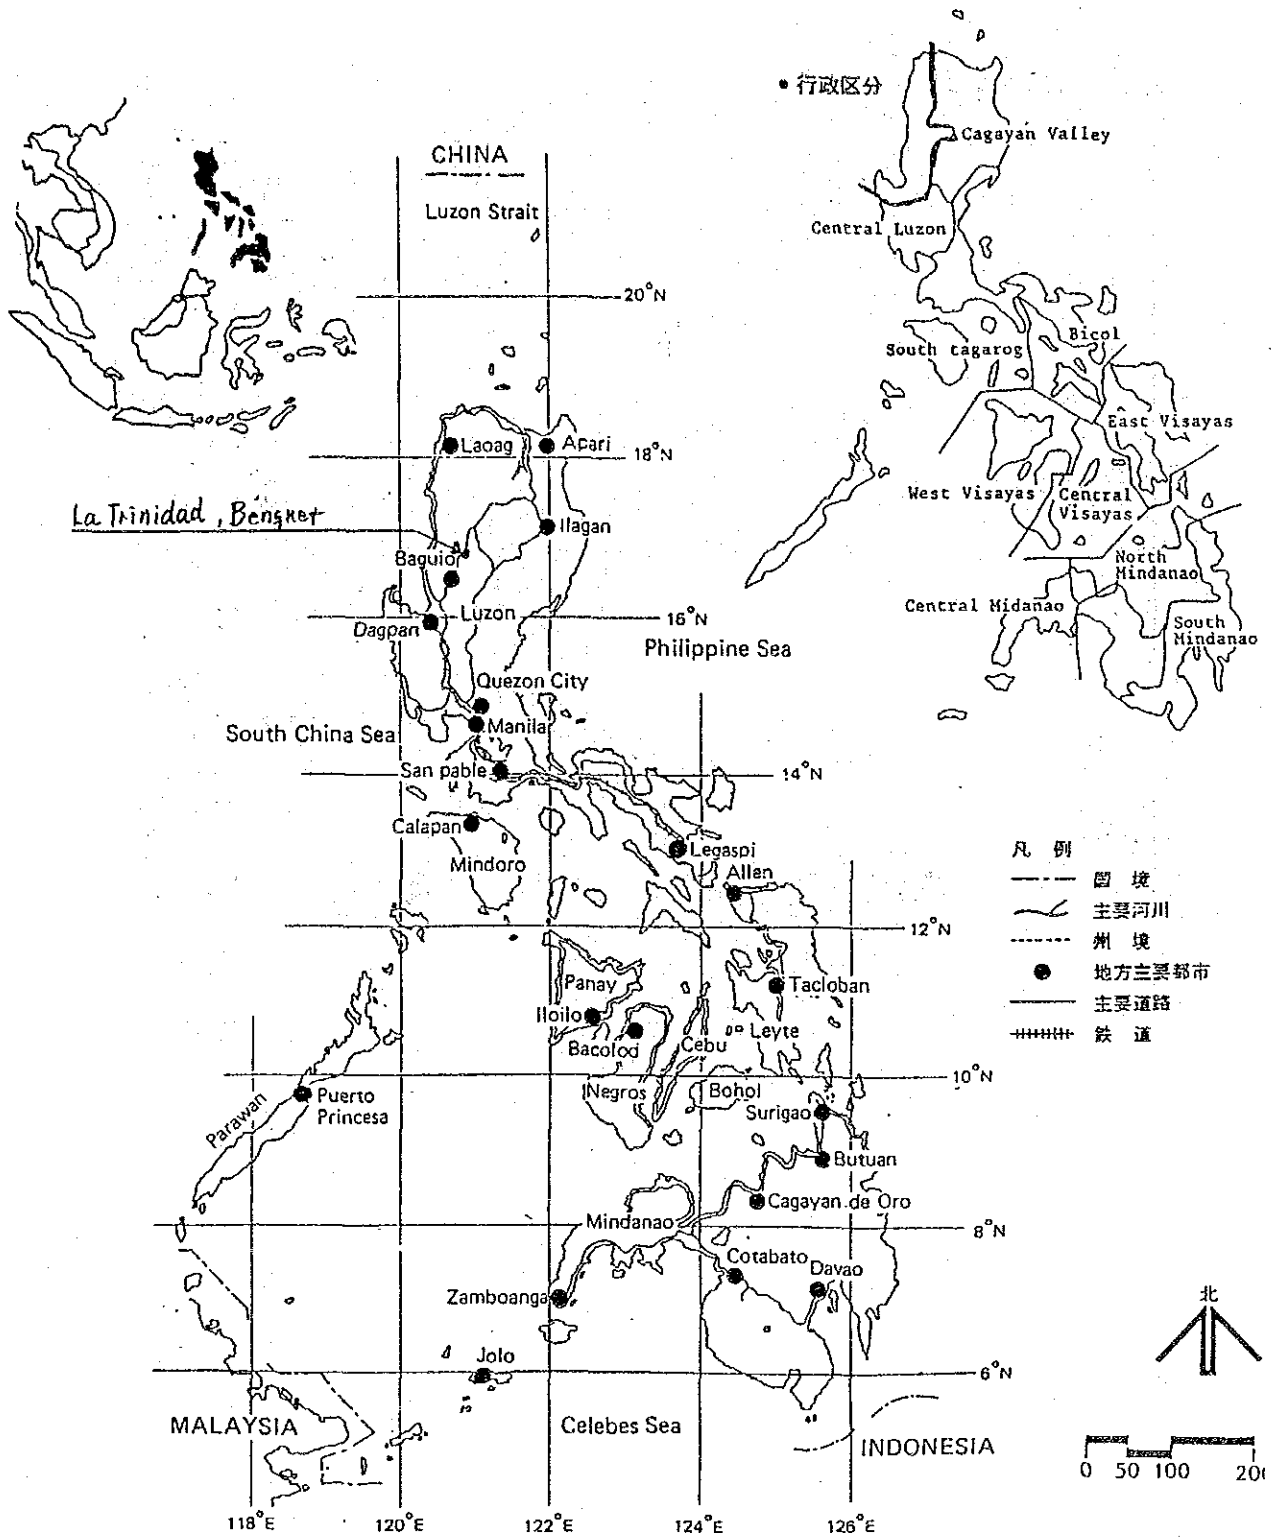 • 行政区分
Cagayan Valley
Central Luzon
South tagarog
Bicol
East Visayas
West Visayas
Central
Visayas
North
Mindanao
Central Midanao
South
Mindanao
CHINA
Luzon Strait
20°N
Laoag
Apari
18°N
La Trinidad, Benguet
Ilagan
Baguior
Luzon
16°N
Dagpan
Philippine Sea
Quezon City
Manila
South China Sea
San pable
14°N
Calapan
Mindoro
Legaspi
Allen
12°N
Panay
Tacloban
Iloilo
Bacolod
Cebu
Leyte
10°N
Negros
Bohol
Parawan
Puerto
Princesa
Surigao
Butuan
Cagayan de Oro
Mindanao
8°N
Cotabato
Davao
Zamboanga
Jolo
6°N
MALAYSIA
Celebes Sea
INDONESIA
118°E
120°E
122°E
124°E
126°E
凡 例
国 境
主要河川
州 境
地方主要都市
主要道路
鉄 道
北
0 50 100 200